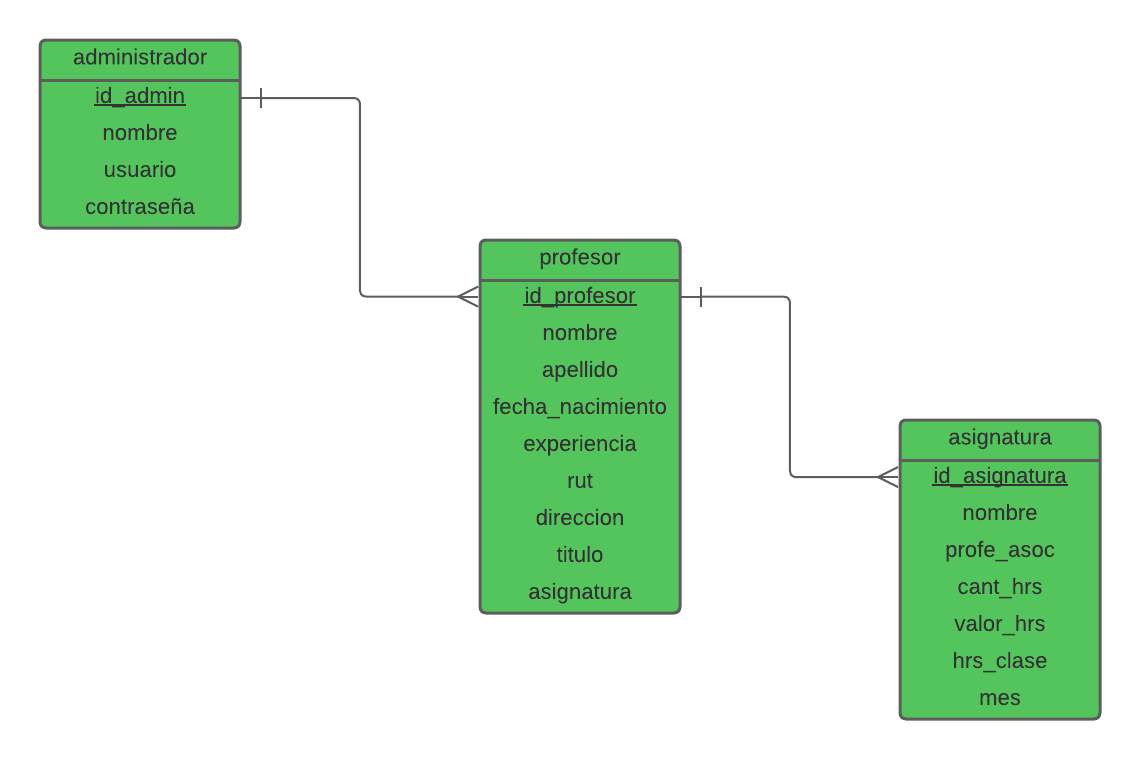 administrador
id_admin
nombre
usuario
contraseña
profesor
id_profesor
nombre
apellido
fecha_nacimiento
experiencia
rut
direccion
titulo
asignatura
asignatura
id_asignatura
nombre
profe_asoc
cant_hrs
valor_hrs
hrs_clase
mes